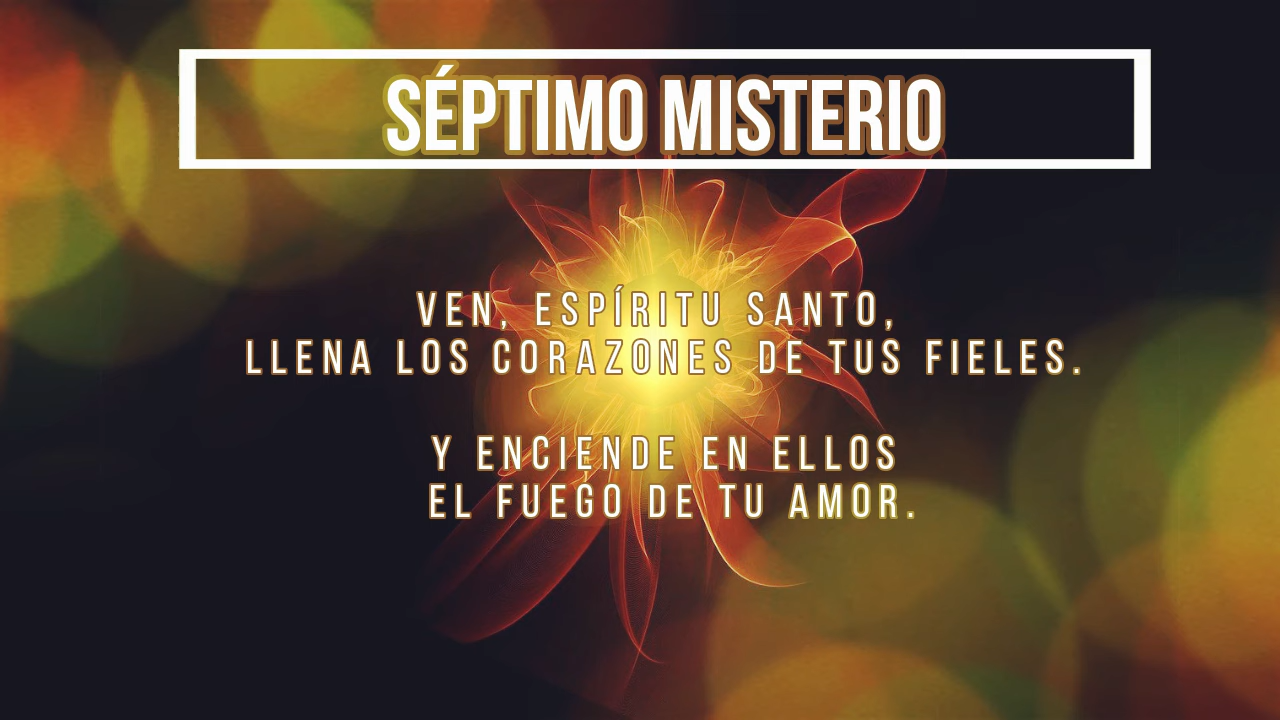 SÉPTIMO MISTERIO
VEN, ESPÍRITU SANTO,
LLENA LOS CORAZONES DE TUS FIELES.
Y ENCIENDE EN ELLOS
EL FUEGO DE TU AMOR.